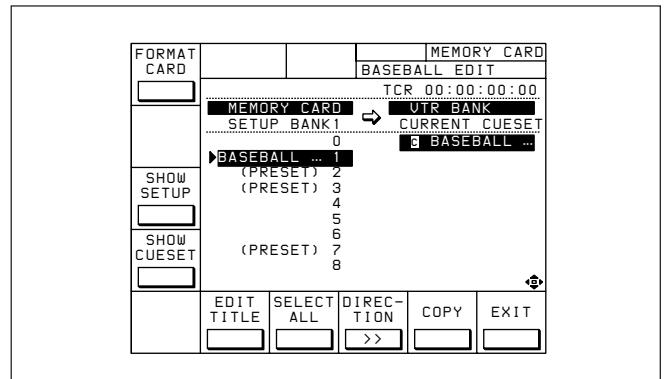 FORMAT CARD
MEMORY CARD
BASEBALL EDIT
TCR 00:00:00:00
MEMORY CARD ⇨ VTR BANK
SETUP BANK1 CURRENT CUESET
0 C BASEBALL …
▶BASEBALL … 1
(PRESET) 2
(PRESET) 3
4
5
6
(PRESET) 7
8
SHOW SETUP
SHOW CUESET
EDIT TITLE
SELECT ALL
DIREC-TION
>>
COPY
EXIT